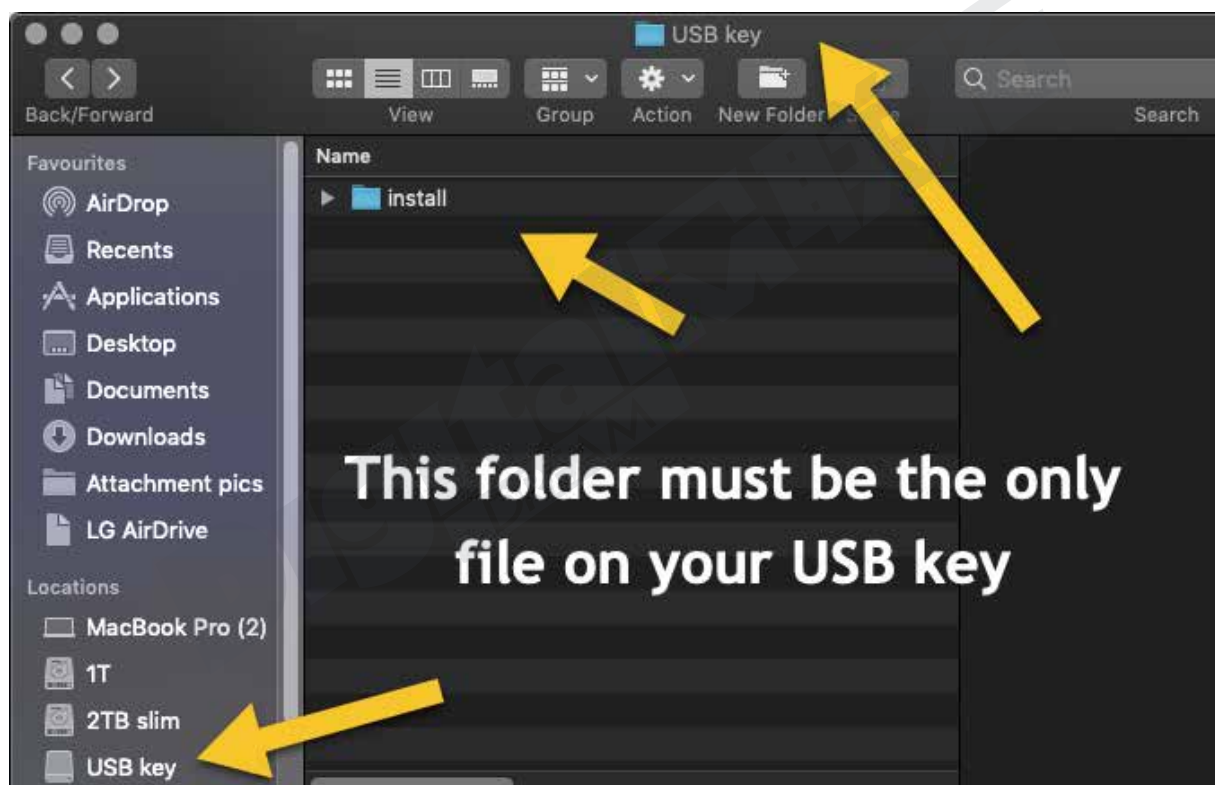 USB key
Search
Back/Forward
View
Group
Action
New Folder
Search
Favourites
AirDrop
Recents
Applications
Desktop
Documents
Downloads
Attachment pics
LG AirDrive
Locations
MacBook Pro (2)
1T
2TB slim
USB key
Name
install
This folder must be the only
file on your USB key